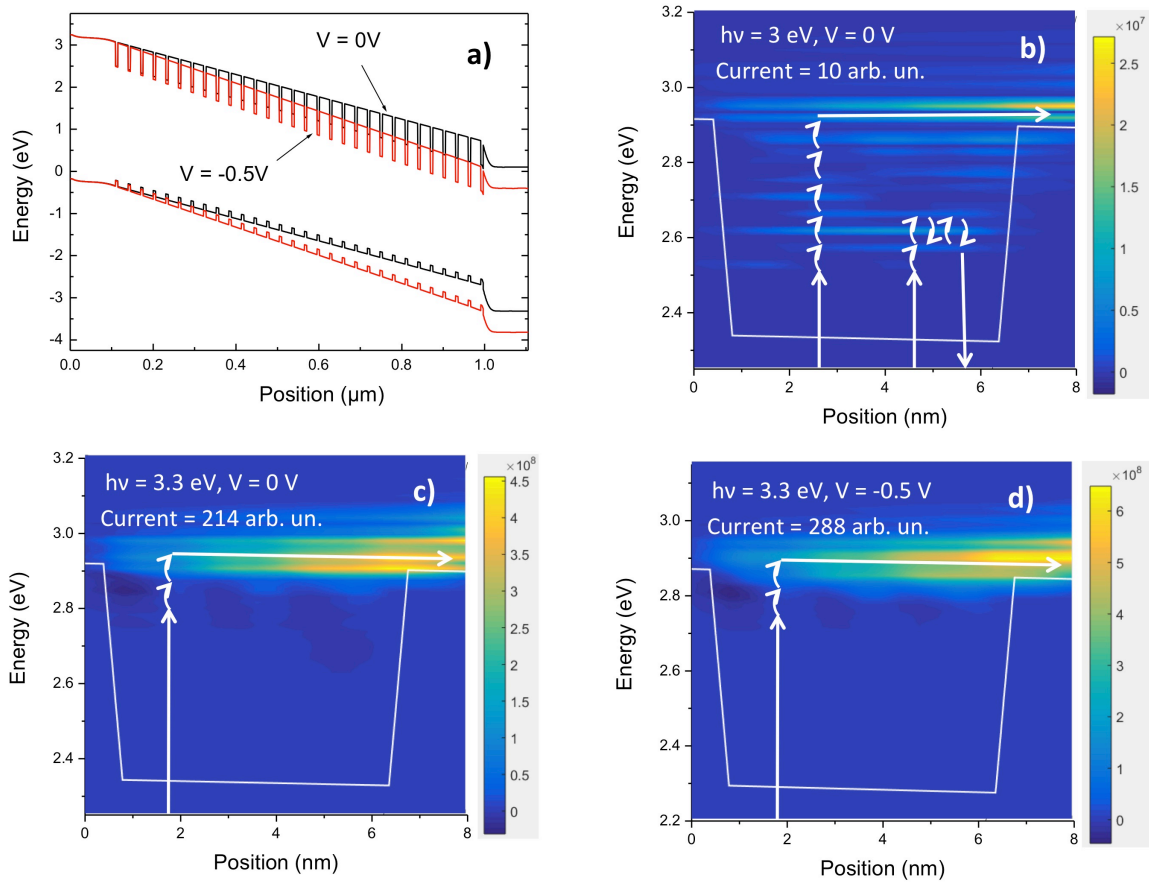 a)
V = 0V
V = -0.5V
3
2
1
0
-1
-2
-3
-4
Energy (eV)
0.0 0.2 0.4 0.6 0.8 1.0
Position (µm)
b)
hν = 3 eV, V = 0 V
Current = 10 arb. un.
3.2
3.0
2.8
2.6
2.4
Energy (eV)
0 2 4 6 8
Position (nm)
×10⁷
2.5
2
1.5
1
0.5
0
c)
hν = 3.3 eV, V = 0 V
Current = 214 arb. un.
3.2
3.0
2.8
2.6
2.4
Energy (eV)
0 2 4 6 8
Position (nm)
×10⁸
4.5
4
3.5
3
2.5
2
1.5
1
0.5
0
d)
hν = 3.3 eV, V = -0.5 V
Current = 288 arb. un.
3.0
2.8
2.6
2.4
2.2
Energy (eV)
0 2 4 6 8
Position (nm)
×10⁸
6
5
4
3
2
1
0